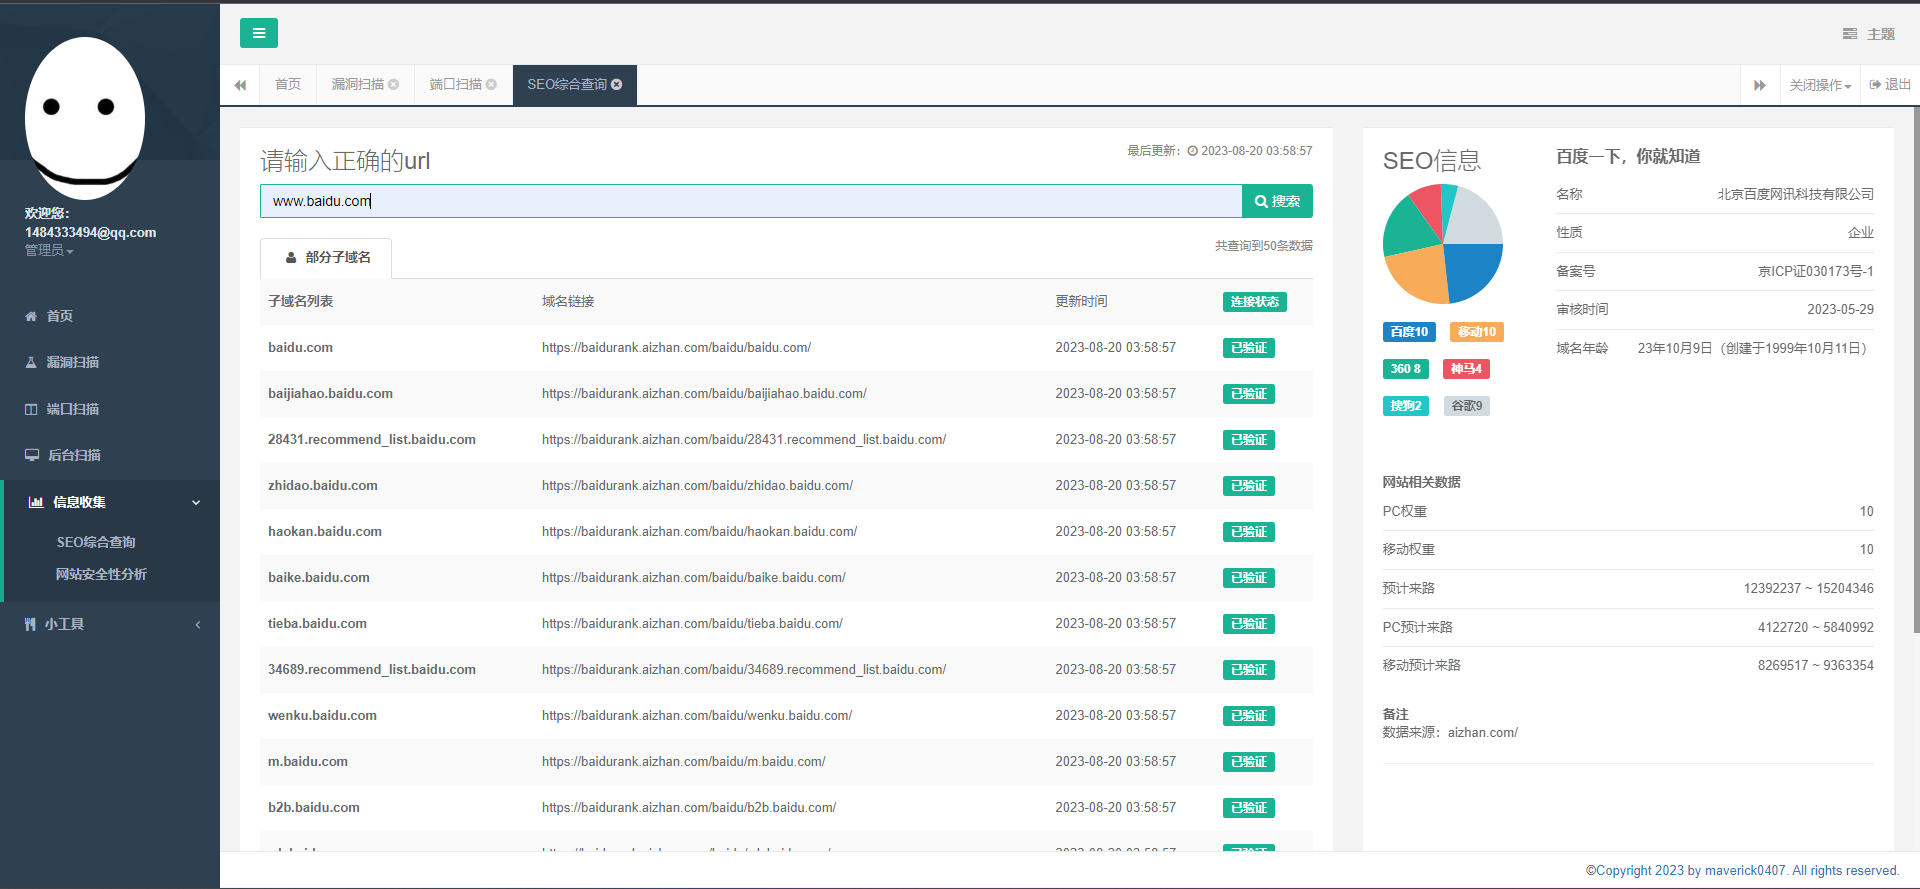 主题
首页
漏洞扫描
端口扫描
SEO综合查询
关闭操作
退出
欢迎您：
1484333494@qq.com
管理员
首页
漏洞扫描
端口扫描
后台扫描
信息收集
SEO综合查询
网站安全性分析
小工具
请输入正确的url
最后更新： 2023-08-20 03:58:57
www.baidu.com
搜索
部分子域名
共查询到50条数据
子域名列表 域名链接 更新时间 连接状态
baidu.com https://baidurank.aizhan.com/baidu/baidu.com/ 2023-08-20 03:58:57 已验证
baijiahao.baidu.com https://baidurank.aizhan.com/baidu/baijiahao.baidu.com/ 2023-08-20 03:58:57 已验证
28431.recommend_list.baidu.com https://baidurank.aizhan.com/baidu/28431.recommend_list.baidu.com/ 2023-08-20 03:58:57 已验证
zhidao.baidu.com https://baidurank.aizhan.com/baidu/zhidao.baidu.com/ 2023-08-20 03:58:57 已验证
haokan.baidu.com https://baidurank.aizhan.com/baidu/haokan.baidu.com/ 2023-08-20 03:58:57 已验证
baike.baidu.com https://baidurank.aizhan.com/baidu/baike.baidu.com/ 2023-08-20 03:58:57 已验证
tieba.baidu.com https://baidurank.aizhan.com/baidu/tieba.baidu.com/ 2023-08-20 03:58:57 已验证
34689.recommend_list.baidu.com https://baidurank.aizhan.com/baidu/34689.recommend_list.baidu.com/ 2023-08-20 03:58:57 已验证
wenku.baidu.com https://baidurank.aizhan.com/baidu/wenku.baidu.com/ 2023-08-20 03:58:57 已验证
m.baidu.com https://baidurank.aizhan.com/baidu/m.baidu.com/ 2023-08-20 03:58:57 已验证
b2b.baidu.com https://baidurank.aizhan.com/baidu/b2b.baidu.com/ 2023-08-20 03:58:57 已验证
SEO信息
百度10 移动10
360 8 神马4
搜狗2 谷歌9
百度一下，你就知道
名称 北京百度网讯科技有限公司
性质 企业
备案号 京ICP证030173号-1
审核时间 2023-05-29
域名年龄 23年10月9日（创建于1999年10月11日）
网站相关数据
PC权重 10
移动权重 10
预计来路 12392237 ~ 15204346
PC预计来路 4122720 ~ 5840992
移动预计来路 8269517 ~ 9363354
备注
数据来源：aizhan.com/
©Copyright 2023 by maverick0407. All rights reserved.